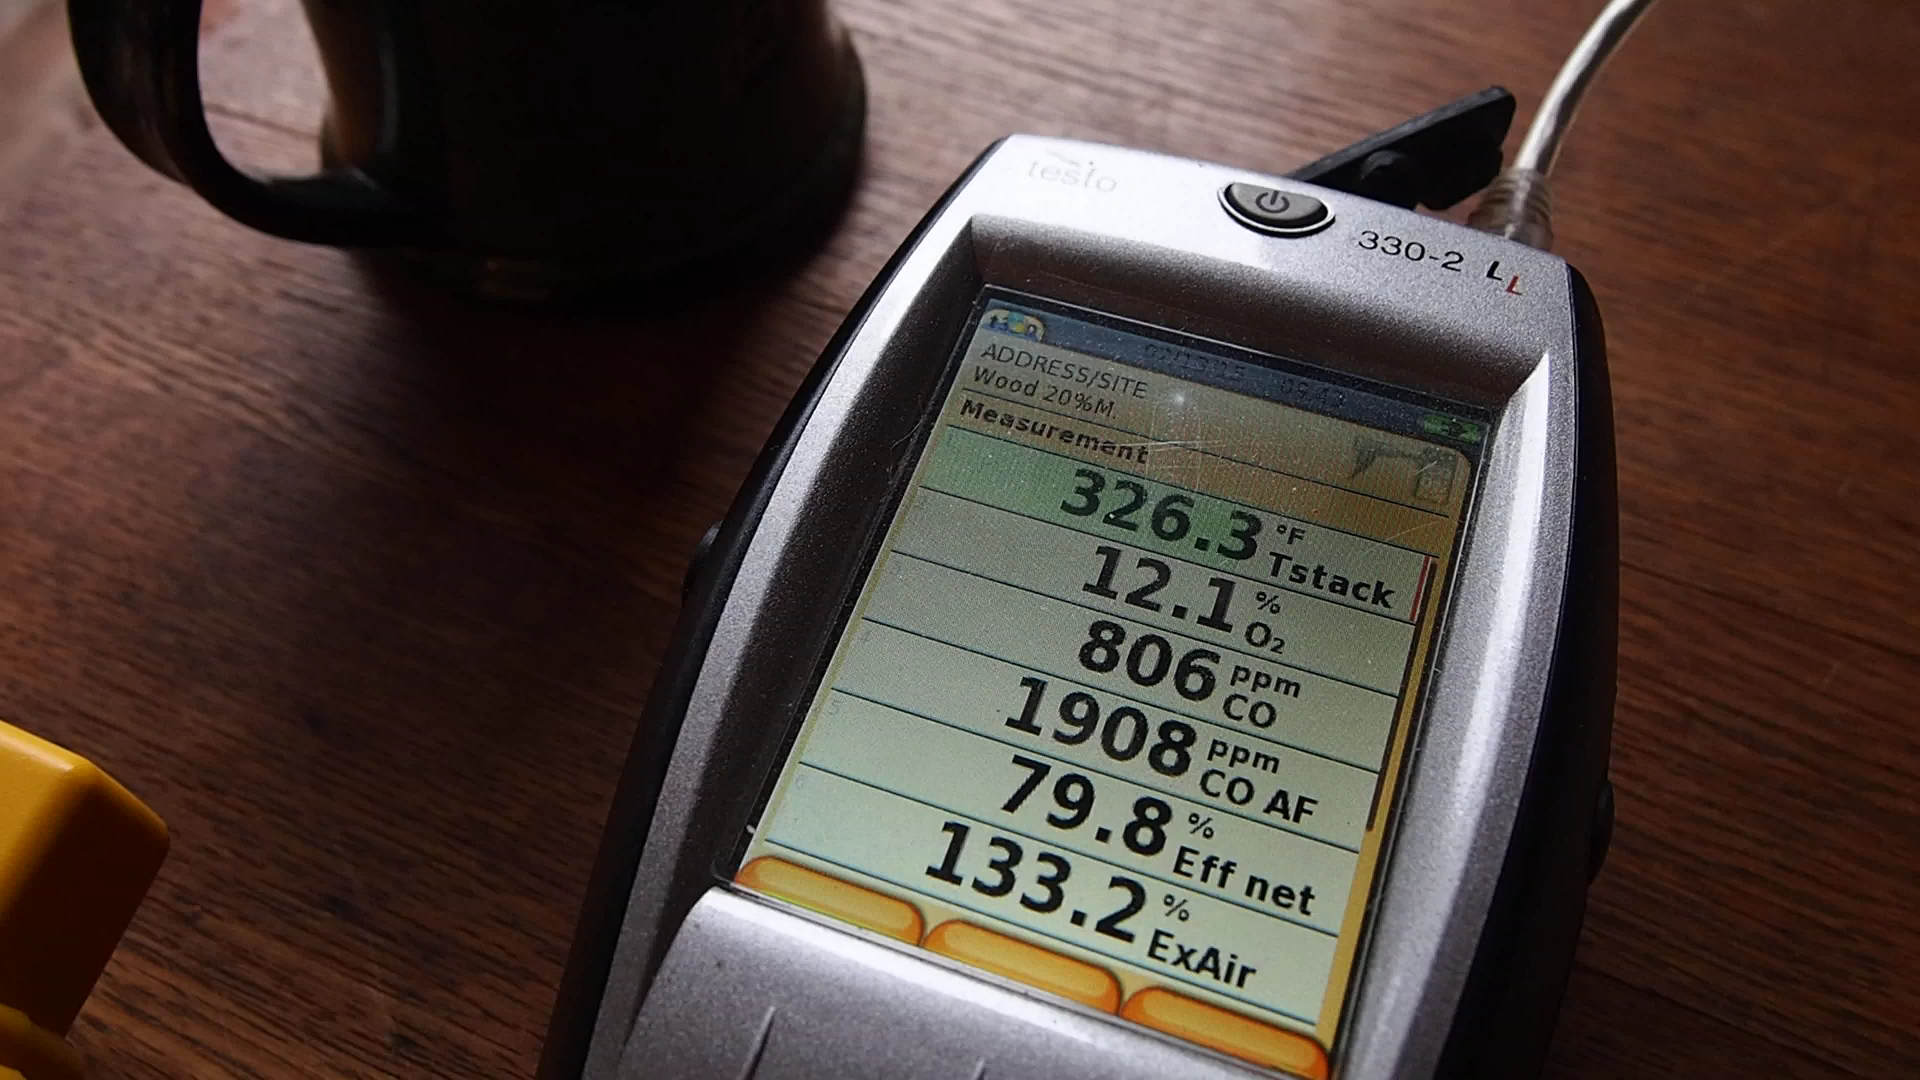 testo
330-2 LL
ADDRESS/SITE
Wood 20%M.
Measurement
326.3 °F Tstack
12.1 % O₂
806 ppm CO
1908 ppm CO AF
79.8 % Eff net
133.2 % ExAir